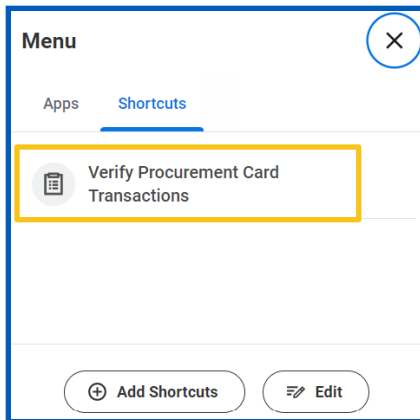 Menu
Apps Shortcuts
Verify Procurement Card
Transactions
Add Shortcuts Edit